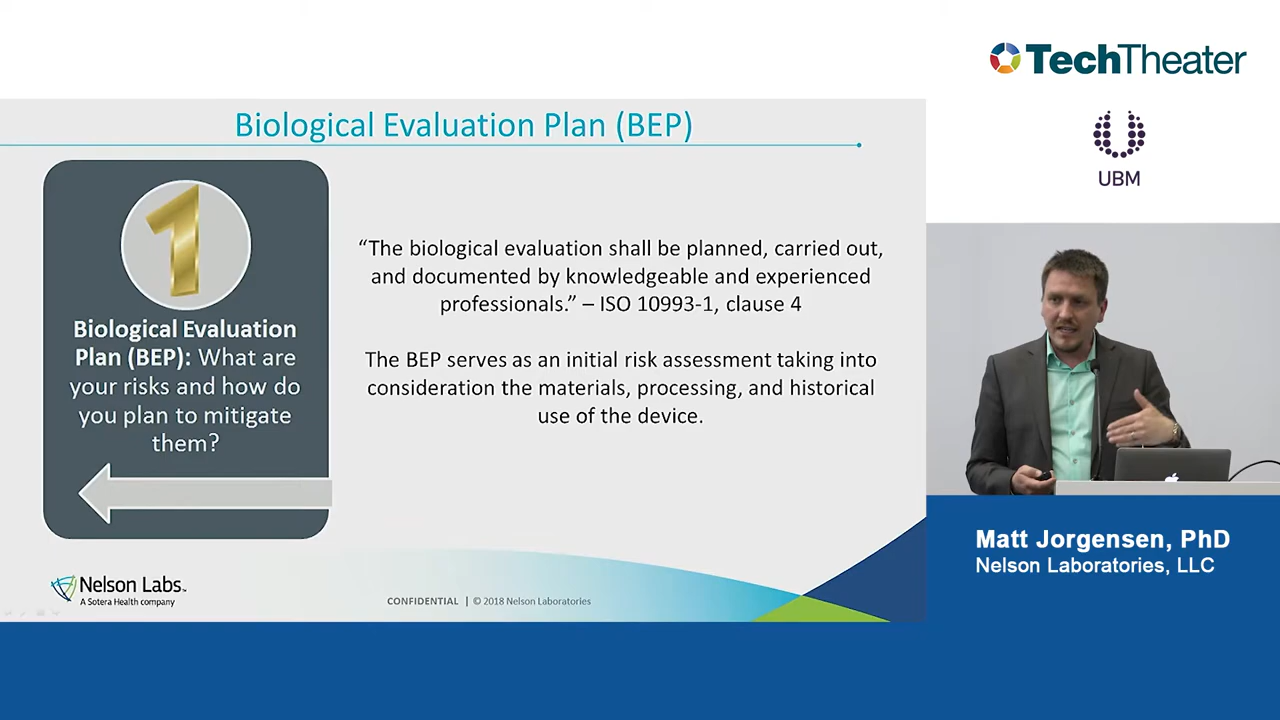 TechTheater
UBM
Biological Evaluation Plan (BEP)
1
Biological Evaluation
Plan (BEP): What are
your risks and how do
you plan to mitigate
them?
“The biological evaluation shall be planned, carried out,
and documented by knowledgeable and experienced
professionals.” – ISO 10993-1, clause 4
The BEP serves as an initial risk assessment taking into
consideration the materials, processing, and historical
use of the device.
Nelson Labs™
A Sotera Health company
CONFIDENTIAL | © 2018 Nelson Laboratories
Matt Jorgensen, PhD
Nelson Laboratories, LLC